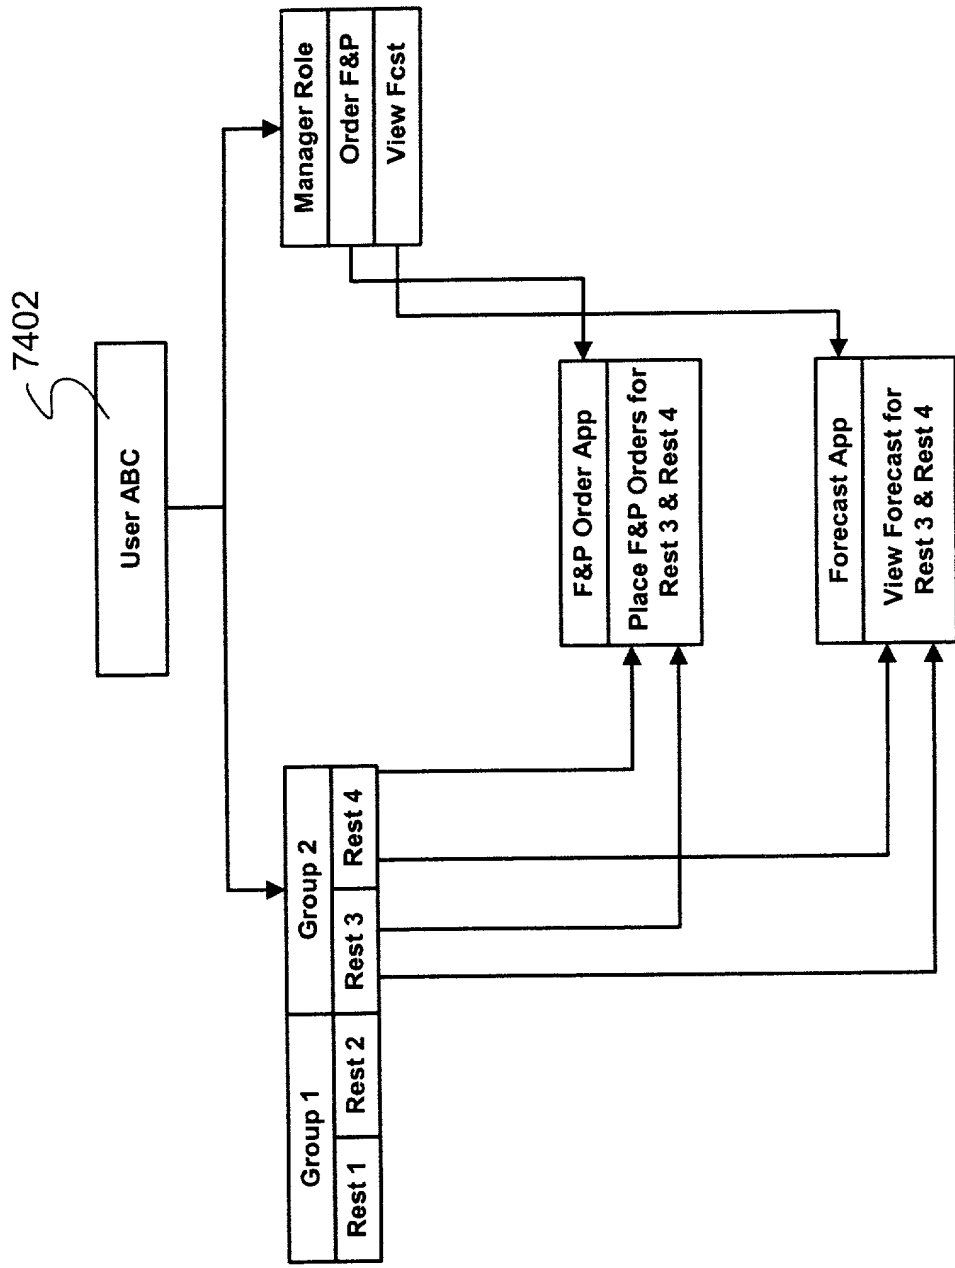 7402
User ABC
Group 1
Group 2
Rest 1
Rest 2
Rest 3
Rest 4
Manager Role
Order F&P
View Fcst
F&P Order App
Place F&P Orders for
Rest 3 & Rest 4
Forecast App
View Forecast for
Rest 3 & Rest 4